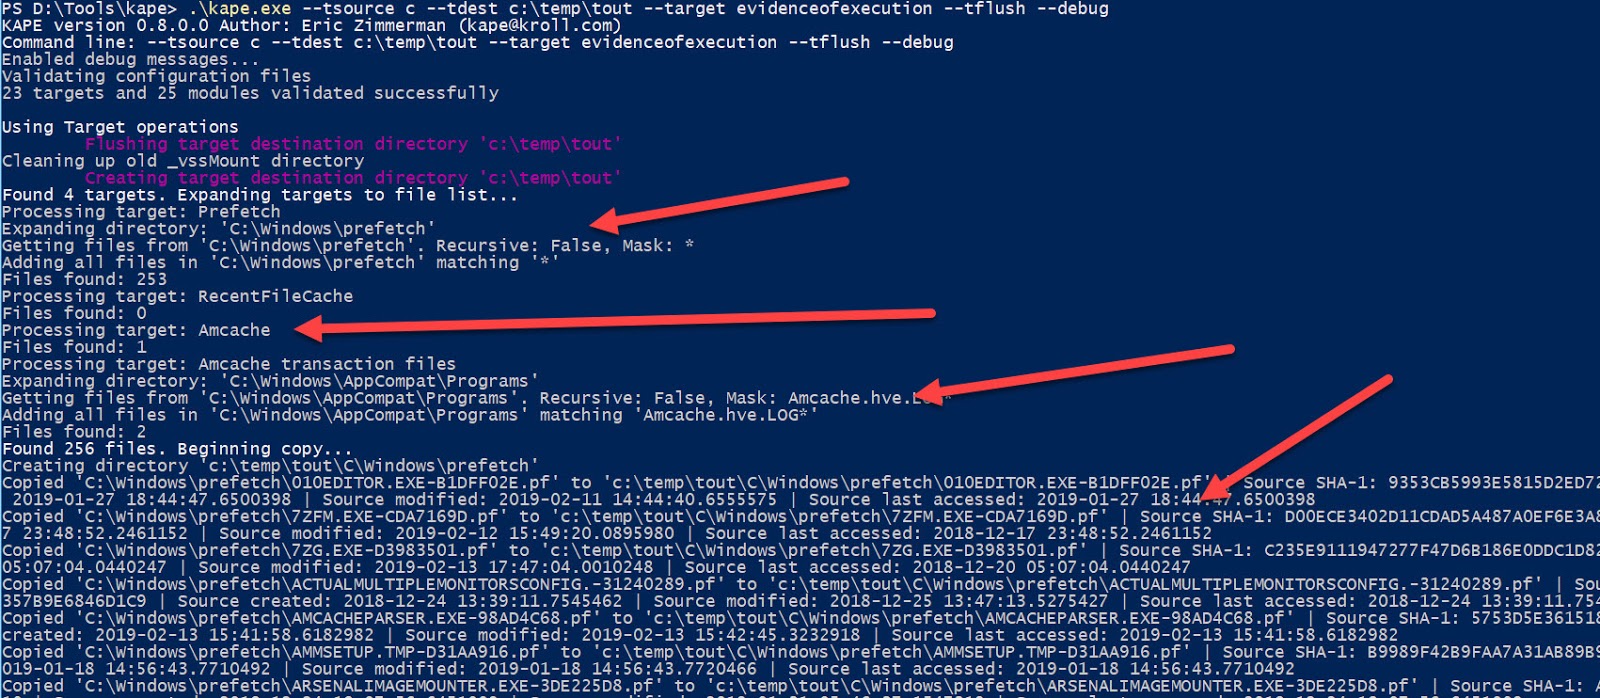 PS D:\Tools\kape> .\kape.exe --tsource c --tdest c:\temp\tout --target evidenceofexecution --tflush --debug
KAPE version 0.8.0.0 Author: Eric Zimmerman (kape@kroll.com)
Command line: --tsource c --tdest c:\temp\tout --target evidenceofexecution --tflush --debug
Enabled debug messages...
Validating configuration files
23 targets and 25 modules validated successfully
Using Target operations
Flushing target destination directory 'c:\temp\tout'
Cleaning up old _vssMount directory
Creating target destination directory 'c:\temp\tout'
Found 4 targets. Expanding targets to file list...
Processing target: Prefetch
Expanding directory: 'C:\Windows\prefetch'
Getting files from 'C:\Windows\prefetch'. Recursive: False, Mask: *
Adding all files in 'C:\Windows\prefetch' matching '*'
Files found: 253
Processing target: RecentFileCache
Files found: 0
Processing target: Amcache
Files found: 1
Processing target: Amcache transaction files
Expanding directory: 'C:\Windows\AppCompat\Programs'
Getting files from 'C:\Windows\AppCompat\Programs'. Recursive: False, Mask: Amcache.hve.LOG*
Adding all files in 'C:\Windows\AppCompat\Programs' matching 'Amcache.hve.LOG*'
Files found: 2
Found 256 files. Beginning copy...
Creating directory 'c:\temp\tout\C\Windows\prefetch'
Copied 'C:\Windows\prefetch\010EDITOR.EXE-B1DFF02E.pf' to 'c:\temp\tout\C\Windows\prefetch\010EDITOR.EXE-B1DFF02E.pf' | Source SHA-1: 9353CB5993E5815D2ED72
2019-01-27 18:44:47.6500398 | Source modified: 2019-02-11 14:44:40.6555575 | Source last accessed: 2019-01-27 18:44:47.6500398
Copied 'C:\Windows\prefetch\7ZFM.EXE-CDA7169D.pf' to 'c:\temp\tout\C\Windows\prefetch\7ZFM.EXE-CDA7169D.pf' | Source SHA-1: D00ECE3402D11CDAD5A487A0EF6E3A8
7 23:48:52.2461152 | Source modified: 2019-02-12 15:49:20.0895980 | Source last accessed: 2018-12-17 23:48:52.2461152
Copied 'C:\Windows\prefetch\7ZG.EXE-D3983501.pf' to 'c:\temp\tout\C\Windows\prefetch\7ZG.EXE-D3983501.pf' | Source SHA-1: C235E9111947277F47D6B186E0DDC1D82
05:07:04.0440247 | Source modified: 2019-02-13 17:47:04.0010248 | Source last accessed: 2018-12-20 05:07:04.0440247
Copied 'C:\Windows\prefetch\ACTUALMULTIPLEMONITORSCONFIG.-31240289.pf' to 'c:\temp\tout\C\Windows\prefetch\ACTUALMULTIPLEMONITORSCONFIG.-31240289.pf' | Sou
357B9E6846D1C9 | Source created: 2018-12-24 13:39:11.7545462 | Source modified: 2018-12-25 13:47:13.5275427 | Source last accessed: 2018-12-24 13:39:11.754
Copied 'C:\Windows\prefetch\AMCACHEPARSER.EXE-98AD4C68.pf' to 'c:\temp\tout\C\Windows\prefetch\AMCACHEPARSER.EXE-98AD4C68.pf' | Source SHA-1: 5753D5E361518
created: 2019-02-13 15:41:58.6182982 | Source modified: 2019-02-13 15:42:45.3232918 | Source last accessed: 2019-02-13 15:41:58.6182982
Copied 'C:\Windows\prefetch\AMMSETUP.TMP-D31AA916.pf' to 'c:\temp\tout\C\Windows\prefetch\AMMSETUP.TMP-D31AA916.pf' | Source SHA-1: B9989F42B9FAA7A31AB89B9
019-01-18 14:56:43.7710492 | Source modified: 2019-01-18 14:56:43.7720466 | Source last accessed: 2019-01-18 14:56:43.7710492
Copied 'C:\Windows\prefetch\ARSENALIMAGEMOUNTER.EXE-3DE225D8.pf' to 'c:\temp\tout\C\Windows\prefetch\ARSENALIMAGEMOUNTER.EXE-3DE225D8.pf' | Source SHA-1: A